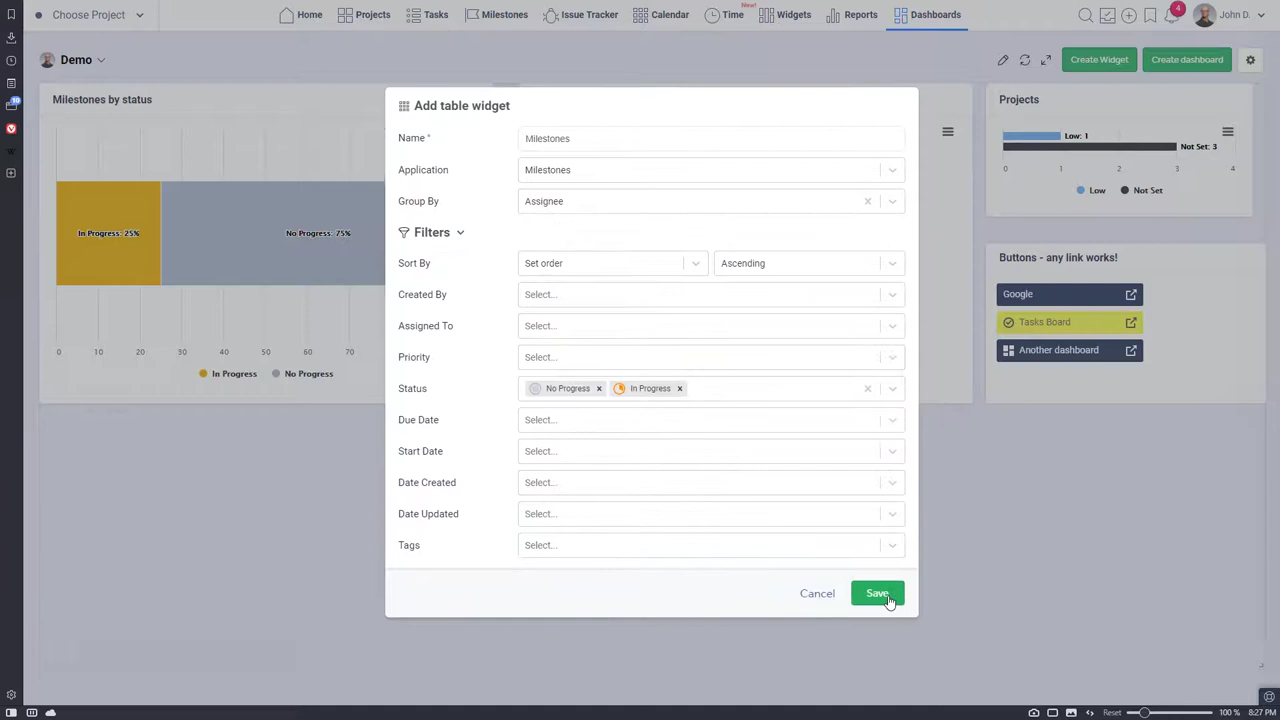 Choose Project
Home
Projects
Tasks
Milestones
Issue Tracker
Calendar
Time
New!
Widgets
Reports
Dashboards
4
John D.
Demo
Create Widget
Create dashboard
Milestones by status
In Progress: 25%
No Progress: 75%
0 10 20 30 40 50 60 70
In Progress No Progress
Add table widget
Name *
Milestones
Application
Milestones
Group By
Assignee
Filters
Sort By
Set order
Ascending
Created By
Select...
Assigned To
Select...
Priority
Select...
Status
No Progress
In Progress
Due Date
Select...
Start Date
Select...
Date Created
Select...
Date Updated
Select...
Tags
Select...
Cancel
Save
Projects
Low: 1
Not Set: 3
0 1 2 3 4
Low Not Set
Buttons - any link works!
Google
Tasks Board
Another dashboard
Reset
100 %
8:27 PM